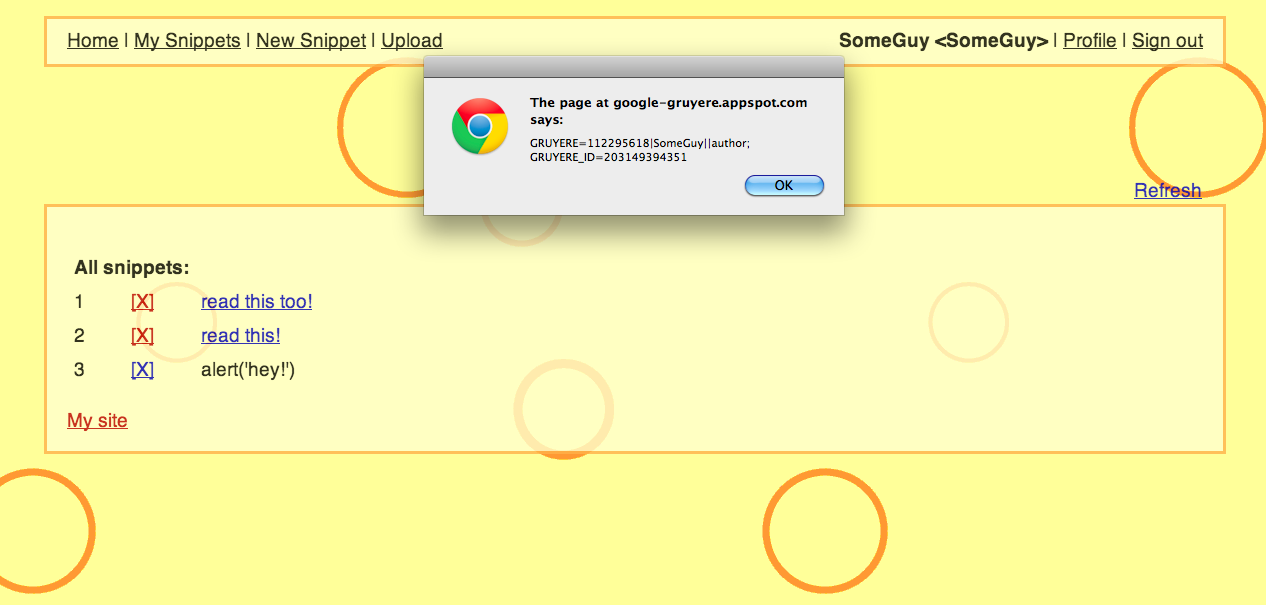 Home | My Snippets | New Snippet | Upload
SomeGuy <SomeGuy> | Profile | Sign out
The page at google-gruyere.appspot.com
says:
GRUYERE=112295618|SomeGuy||author;
GRUYERE_ID=203149394351
OK
Refresh
All snippets:
1 [X] read this too!
2 [X] read this!
3 [X] alert('hey!')
My site